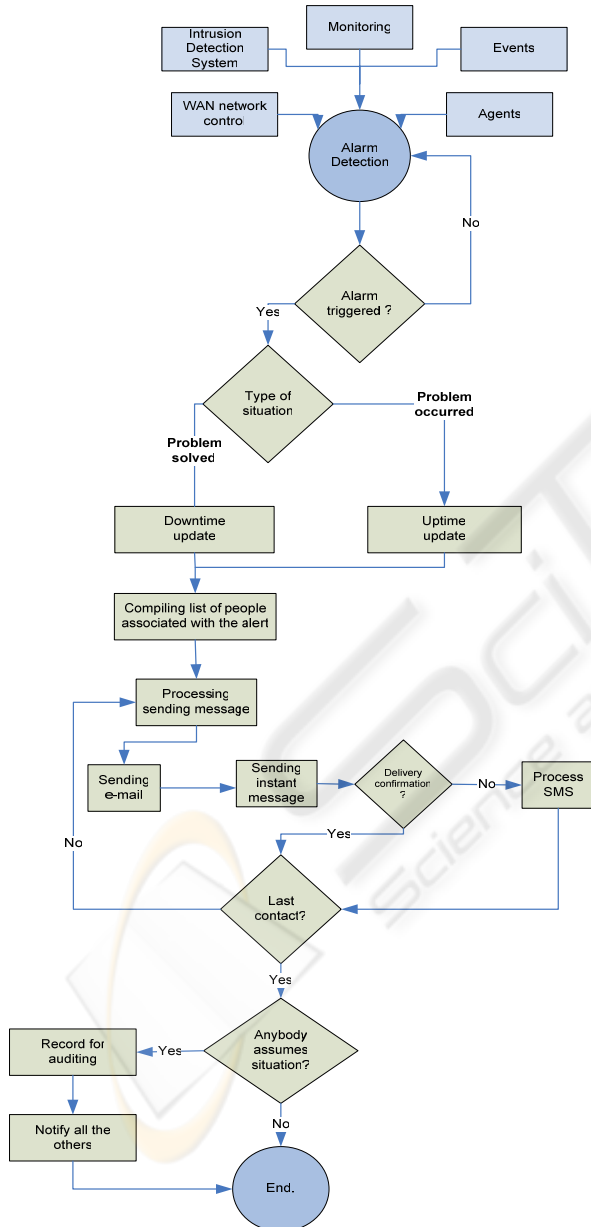 Monitoring
Intrusion
Detection
System
Events
WAN network
control
Agents
Alarm
Detection
No
Alarm
triggered ?
Yes
Type of
situation
Problem
occurred
Problem
solved
Downtime
update
Uptime
update
Compiling list of people
associated with the alert
Processing
sending message
Sending
e-mail
Sending
instant
message
Delivery
confirmation
?
No
Process
SMS
Yes
No
Last
contact?
Yes
Anybody
assumes
situation?
Yes
Record for
auditing
No
Notify all the
others
End.
SciT
Science a